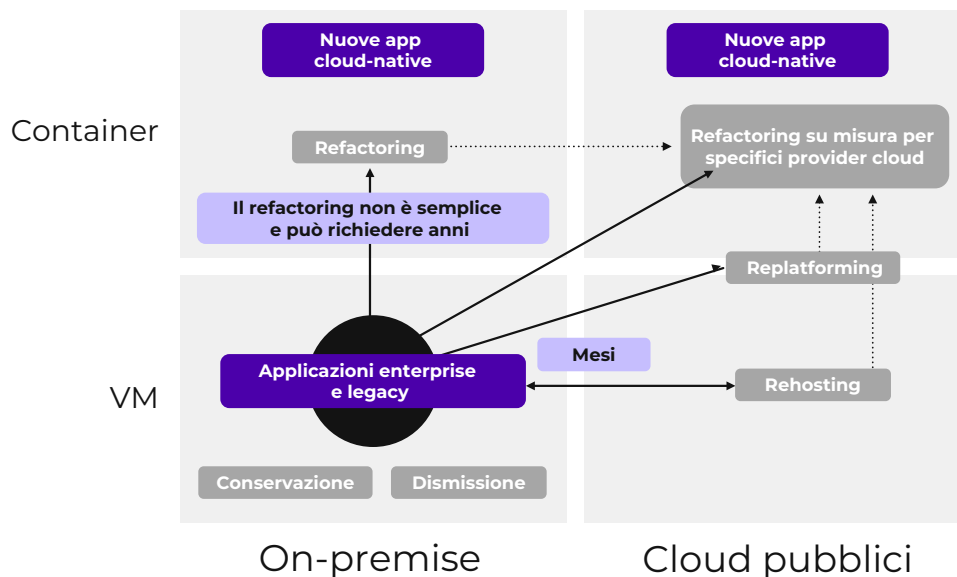 Nuove app
cloud-native
Nuove app
cloud-native
Container
Refactoring
Refactoring su misura per
specifici provider cloud
Il refactoring non è semplice
e può richiedere anni
Replatforming
Mesi
Applicazioni enterprise
e legacy
Rehosting
VM
Conservazione
Dismissione
On-premise
Cloud pubblici